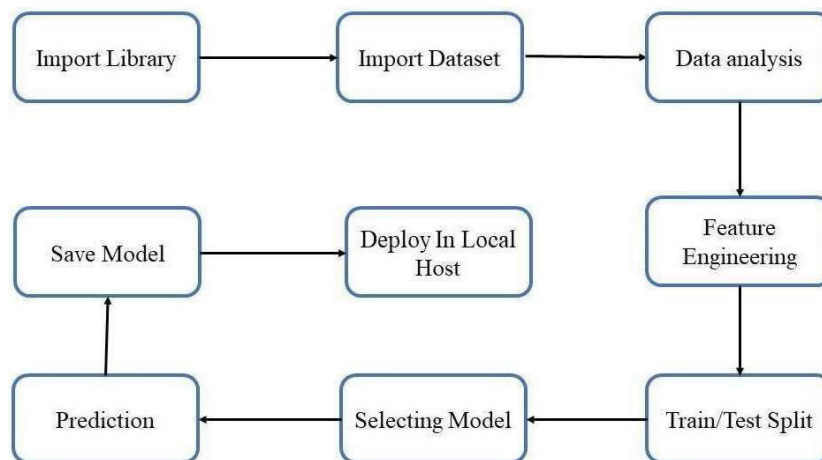 Import Library
Import Dataset
Data analysis
Feature
Engineering
Train/Test Split
Selecting Model
Prediction
Save Model
Deploy In Local
Host